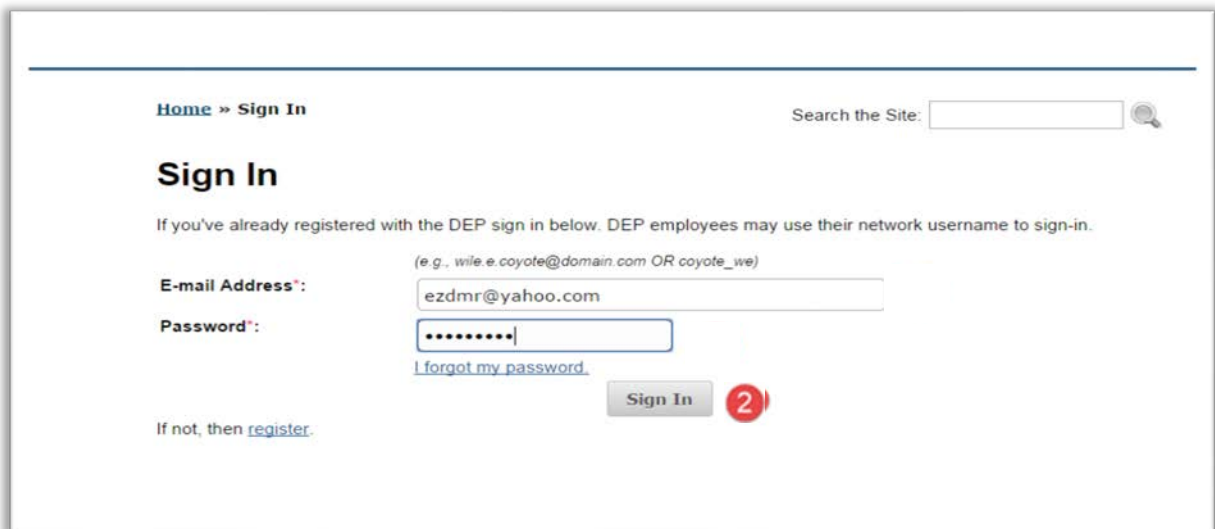 Home » Sign In
Search the Site:
Sign In
If you've already registered with the DEP sign in below. DEP employees may use their network username to sign-in.
(e.g., wile.e.coyote@domain.com OR coyote_we)
E-mail Address*:
ezdmr@yahoo.com
Password*:
•••••••••
I forgot my password.
Sign In
2
If not, then register.